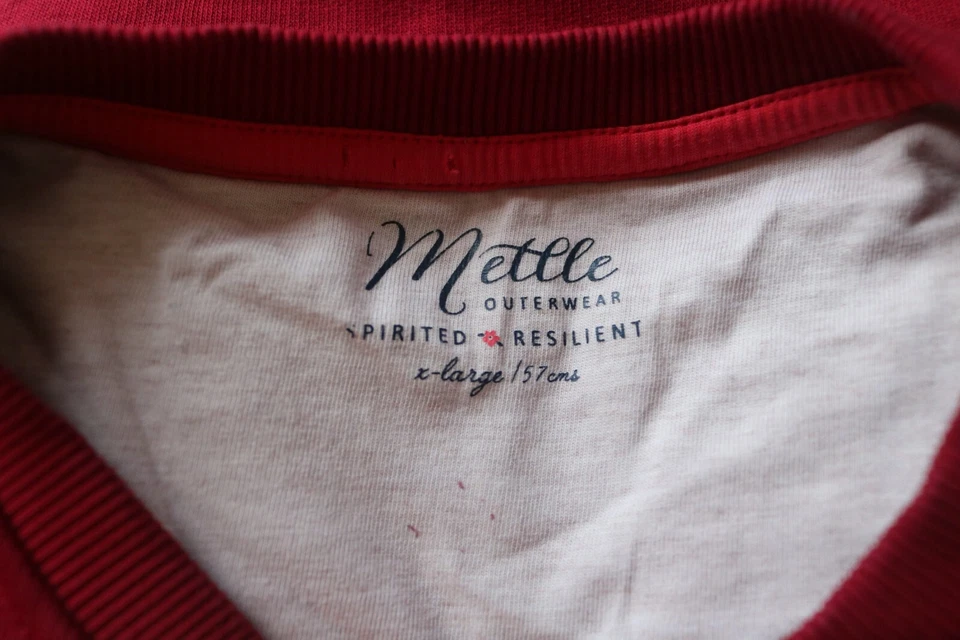 Mettle
OUTERWEAR
SPIRITED RESILIENT
x-large / 57cms